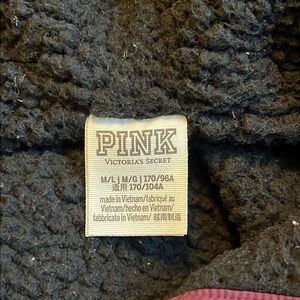 PINK
VICTORIA'S SECRET
M/L | M/G | 170/96A
适用 170/104A
made in Vietnam/fabriqué au
Vietnam/hecho en Vietnam/
fabbricato in Vietnam/ 越南制造